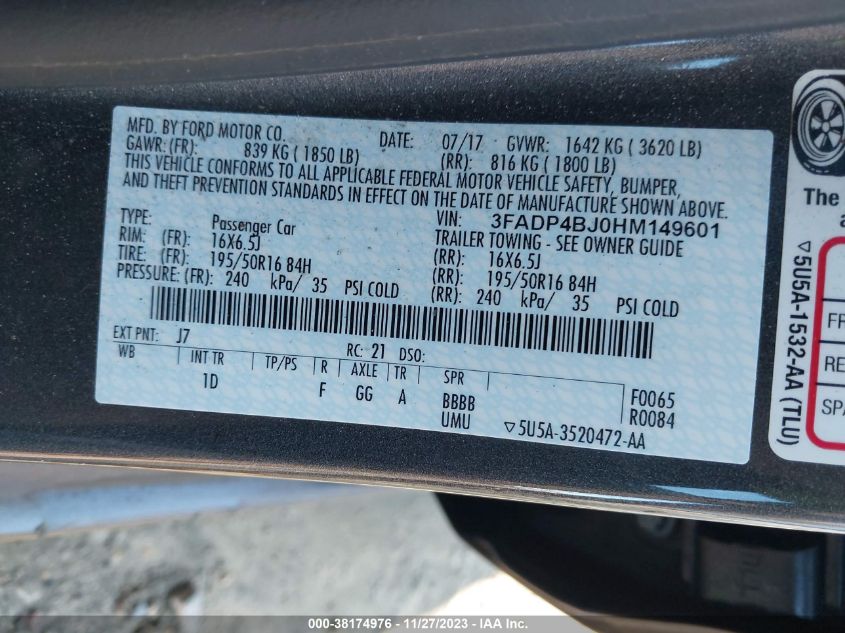 MFD. BY FORD MOTOR CO. DATE: 07/17 GVWR: 1642 KG ( 3620 LB)
GAWR:(FR): 839 KG ( 1850 LB) (RR): 816 KG ( 1800 LB)
THIS VEHICLE CONFORMS TO ALL APPLICABLE FEDERAL MOTOR VEHICLE SAFETY, BUMPER,
AND THEFT PREVENTION STANDARDS IN EFFECT ON THE DATE OF MANUFACTURE SHOWN ABOVE.
TYPE: Passenger Car VIN: 3FADP4BJ0HM149601
TRAILER TOWING - SEE OWNER GUIDE
RIM: (FR): 16X6.5J (RR): 16X6.5J
TIRE: (FR): 195/50R16 84H (RR): 195/50R16 84H
PRESSURE: (FR): 240 kPa/ 35 PSI COLD (RR): 240 kPa/ 35 PSI COLD
EXT PNT: J7 RC: 21 DSO:
WB INT TR TP/PS R AXLE TR SPR
1D F GG A BBBB F0065
UMU R0084
▽5U5A-3520472-AA
The
▽5U5A-1532-AA (TLU)
FR
RE
SPA
000-38174976 - 11/27/2023 - IAA Inc.